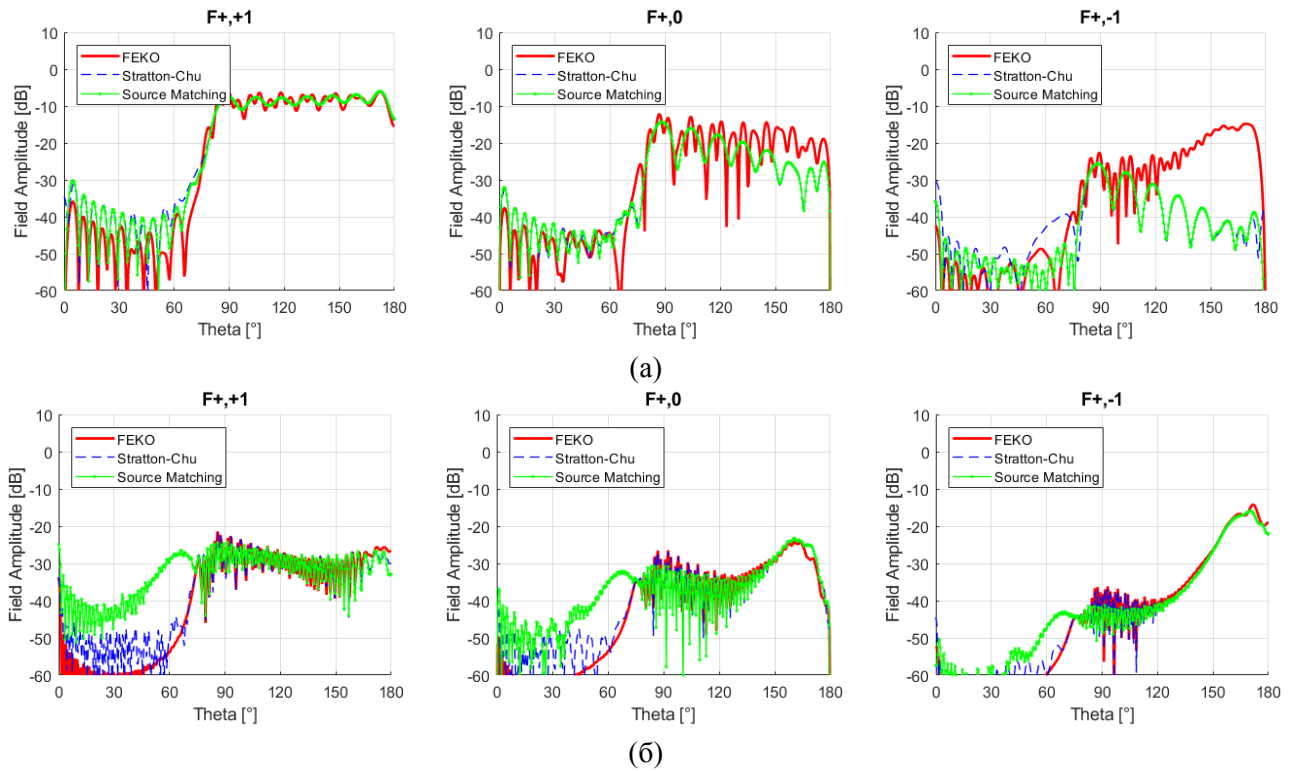 F+,+1
F+,0
F+,-1
Field Amplitude [dB]
10
0
-10
-20
-30
-40
-50
-60
FEKO
Stratton-Chu
Source Matching
0
30
60
90
120
150
180
Theta [°]
Field Amplitude [dB]
10
0
-10
-20
-30
-40
-50
-60
FEKO
Stratton-Chu
Source Matching
0
30
60
90
120
150
180
Theta [°]
Field Amplitude [dB]
10
0
-10
-20
-30
-40
-50
-60
FEKO
Stratton-Chu
Source Matching
0
30
60
90
120
150
180
Theta [°]
(а)
F+,+1
F+,0
F+,-1
Field Amplitude [dB]
10
0
-10
-20
-30
-40
-50
-60
FEKO
Stratton-Chu
Source Matching
0
30
60
90
120
150
180
Theta [°]
Field Amplitude [dB]
10
0
-10
-20
-30
-40
-50
-60
FEKO
Stratton-Chu
Source Matching
0
30
60
90
120
150
180
Theta [°]
Field Amplitude [dB]
10
0
-10
-20
-30
-40
-50
-60
FEKO
Stratton-Chu
Source Matching
0
30
60
90
120
150
180
Theta [°]
(б)